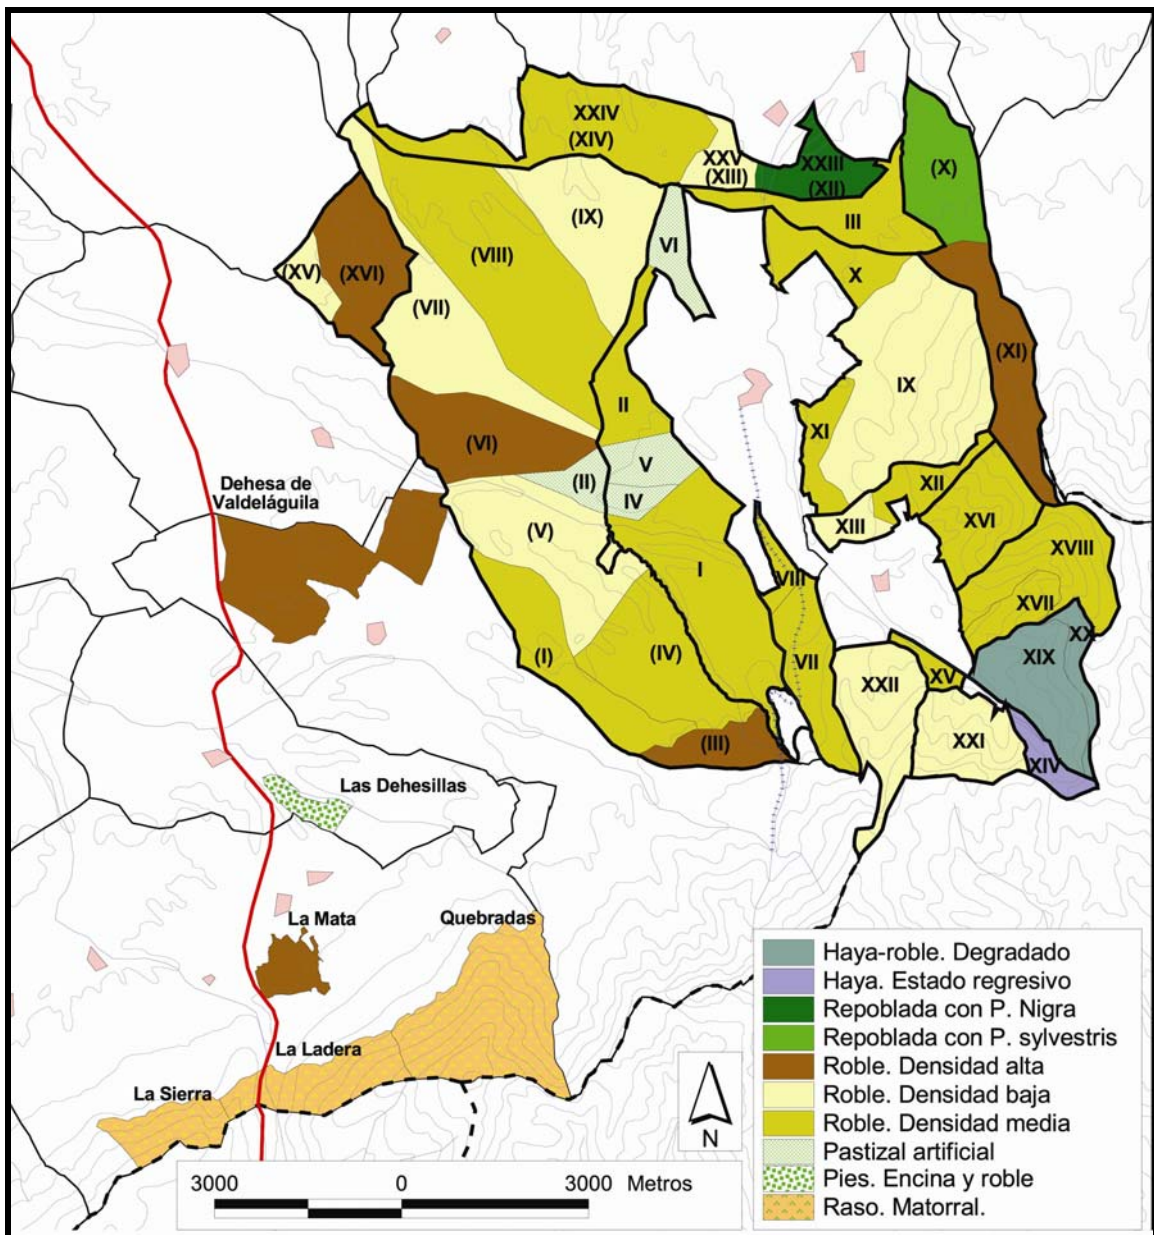 XXIV
(XIV)
XXV
(XIII)
XXIII
(XII)
(X)
III
(IX)
VI
(VIII)
(XV)
(XVI)
(VII)
X
(XI)
IX
II
XI
(VI)
V
(II)
IV
XII
XIII
XVI
XVIII
Dehesa de
Valdeláguila
(V)
I
VIII
XVII
XX
XIX
(I)
(IV)
VII
XXII
XV
XXI
XIV
(III)
Las Dehesillas
La Mata
Quebradas
La Ladera
La Sierra
Haya-roble. Degradado
Haya. Estado regresivo
Repoblada con P. Nigra
Repoblada con P. sylvestris
Roble. Densidad alta
Roble. Densidad baja
Roble. Densidad media
Pastizal artificial
Pies. Encina y roble
Raso. Matorral.
N
3000 0 3000 Metros